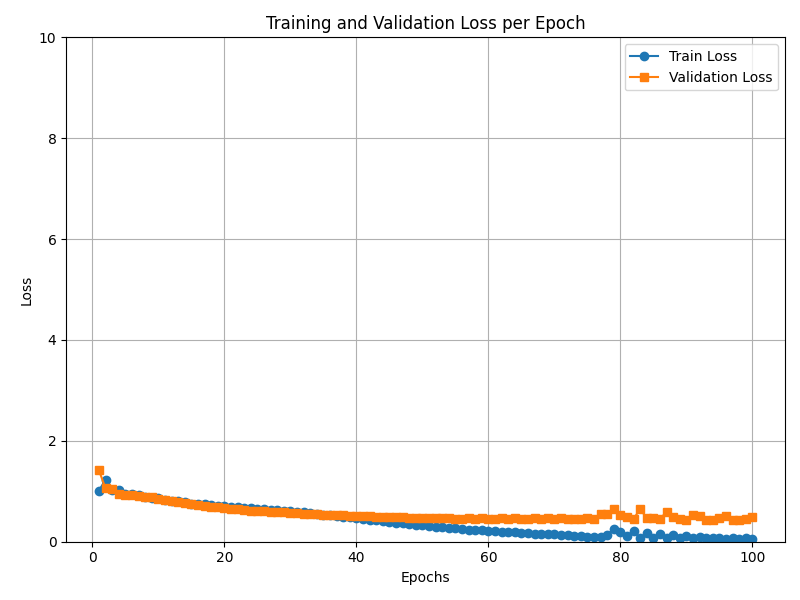 Training and Validation Loss per Epoch
Train Loss
Validation Loss
10
8
6
4
2
0
Loss
0 20 40 60 80 100
Epochs